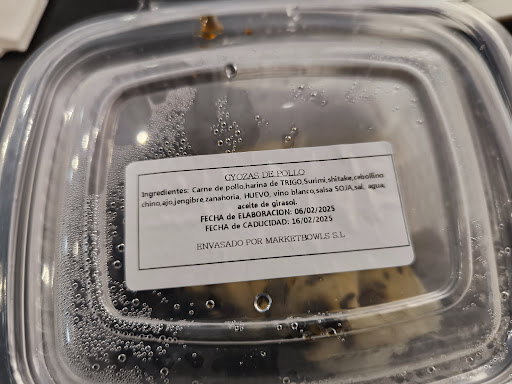 GYOZAS DE POLLO
Ingredientes: Carne de pollo,harina de TRIGO,Surimi,shitake,cebollino
chino,ajo,jengibre,zanahoria, HUEVO, vino blanco,salsa SOJA,sal, agua,
aceite de girasol.
FECHA de ELABORACION: 06/02/2025
FECHA de CADUCIDAD: 16/02/2025
ENVASADO POR MARKETBOWLS S.L